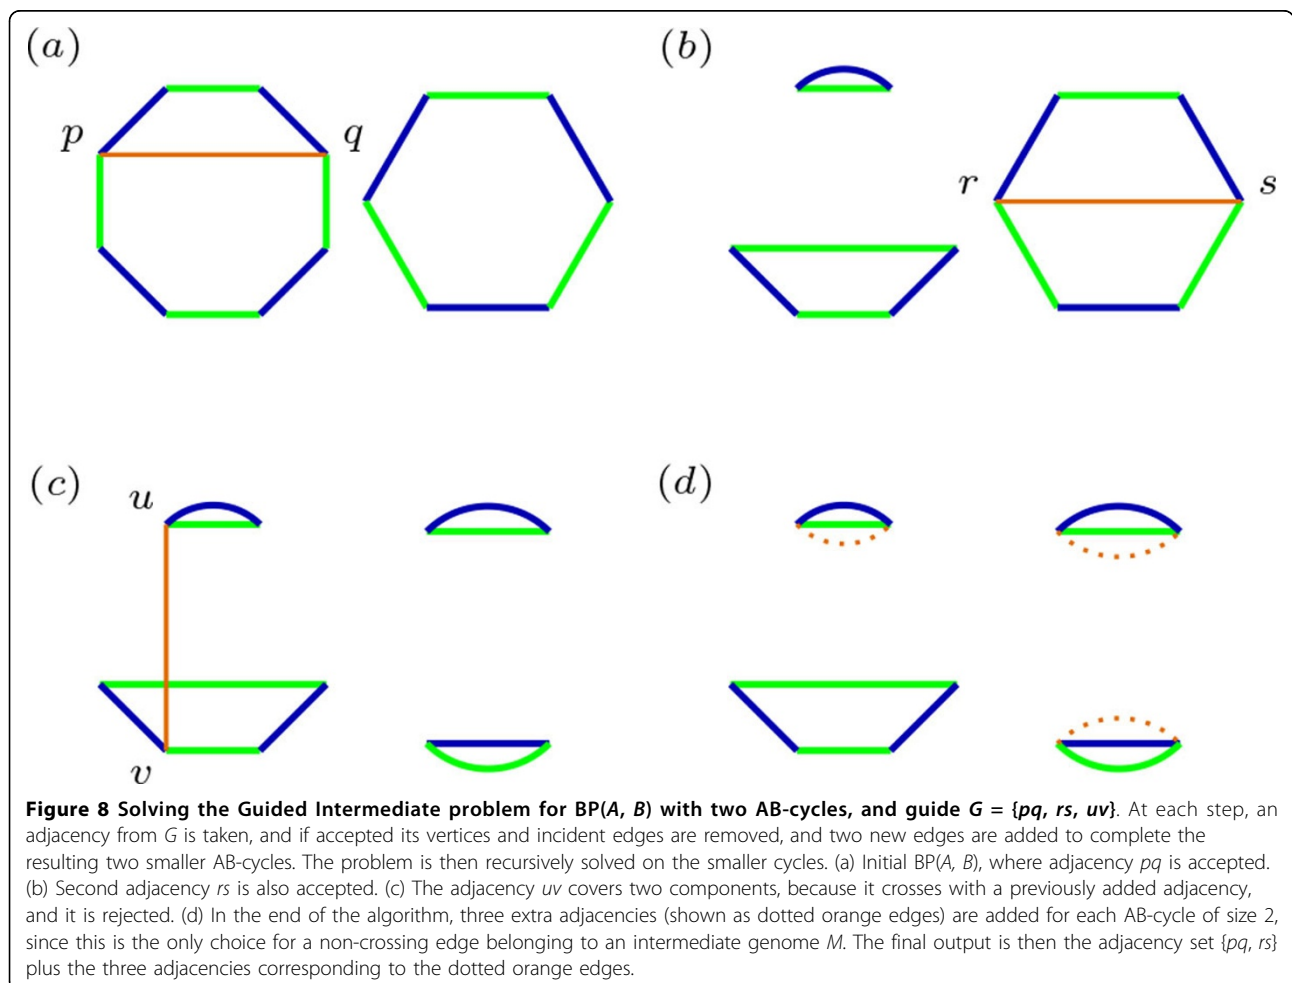 (a)
(b)
p
q
r
s
(c)
(d)
u
v
Figure 8 Solving the Guided Intermediate problem for BP(A, B) with two AB-cycles, and guide G = {pq, rs, uv}. At each step, an
adjacency from G is taken, and if accepted its vertices and incident edges are removed, and two new edges are added to complete the
resulting two smaller AB-cycles. The problem is then recursively solved on the smaller cycles. (a) Initial BP(A, B), where adjacency pq is accepted.
(b) Second adjacency rs is also accepted. (c) The adjacency uv covers two components, because it crosses with a previously added adjacency,
and it is rejected. (d) In the end of the algorithm, three extra adjacencies (shown as dotted orange edges) are added for each AB-cycle of size 2,
since this is the only choice for a non-crossing edge belonging to an intermediate genome M. The final output is then the adjacency set {pq, rs}
plus the three adjacencies corresponding to the dotted orange edges.